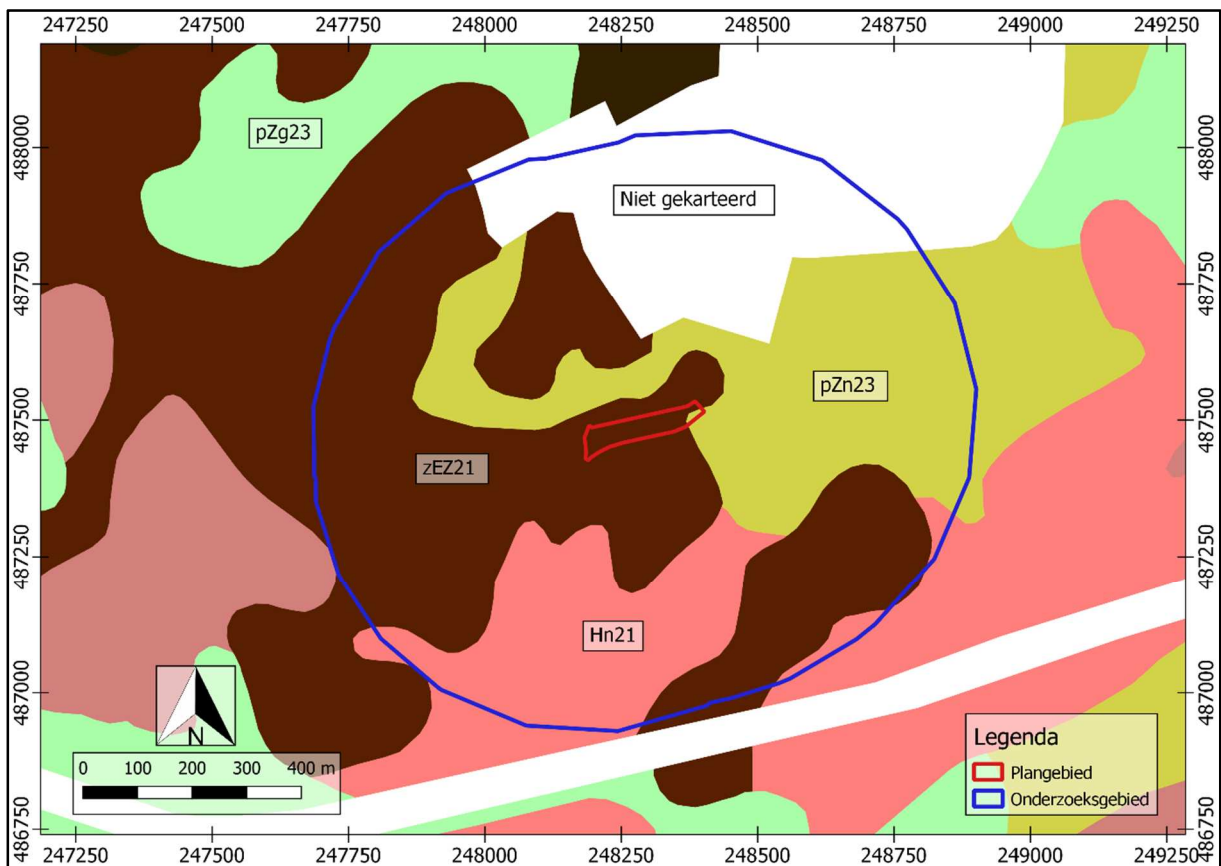 247250 247500 247750 248000 248250 248500 248750 249000 249250
488000 488000
487750 487750
487500 487500
487250 487250
487000 487000
486750 486750
pZg23
Niet gekarteerd
pZn23
zEZ21
Hn21
N
0 100 200 300 400 m
Legenda
Plangebied
Onderzoeksgebied
247250 247500 247750 248000 248250 248500 248750 249000 249250